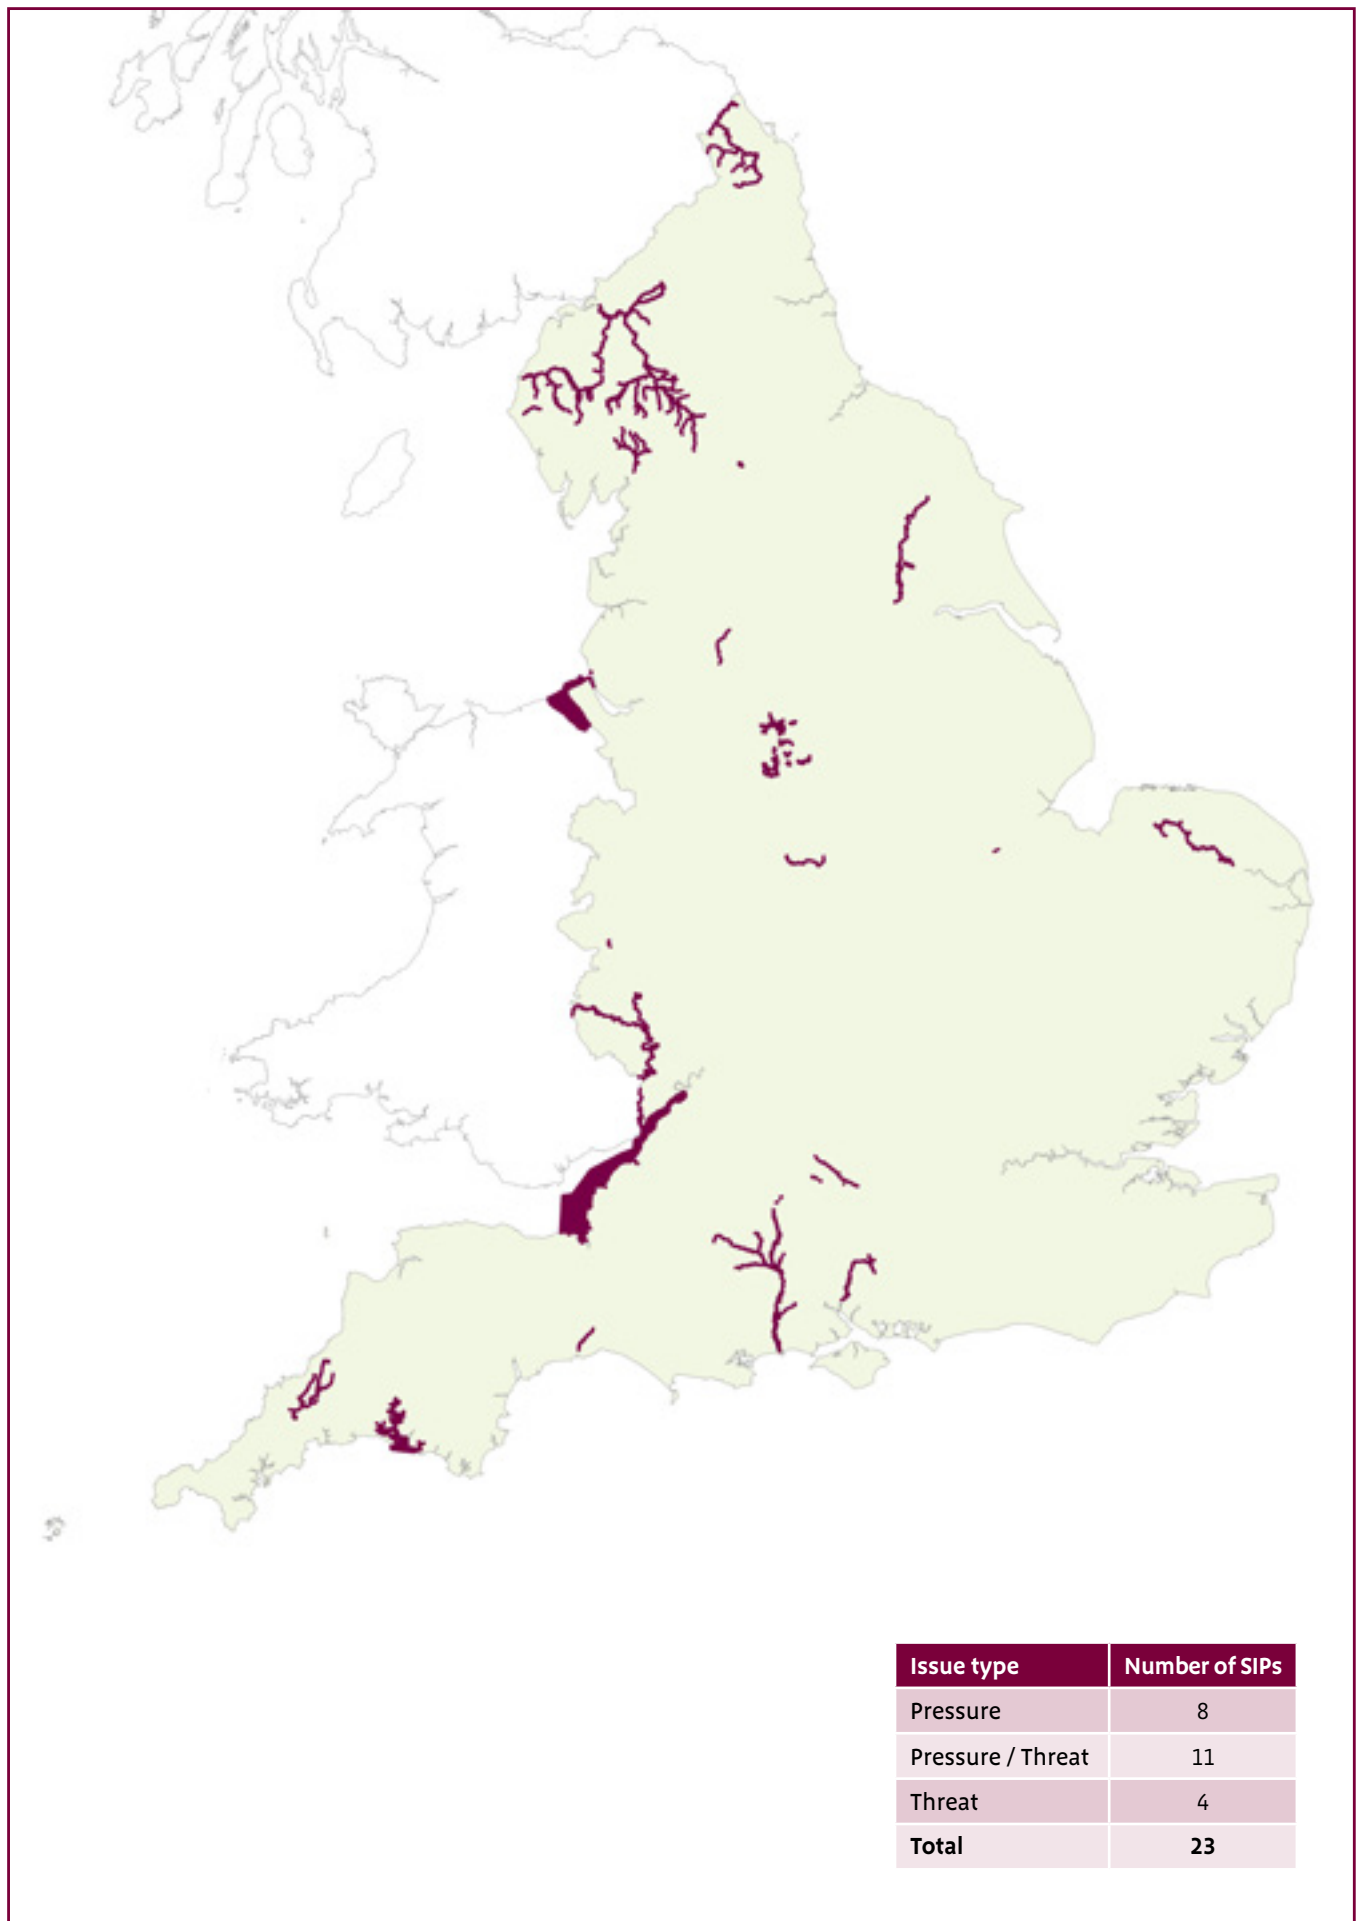 Issue type Number of SIPs
Pressure 8
Pressure / Threat 11
Threat 4
Total 23